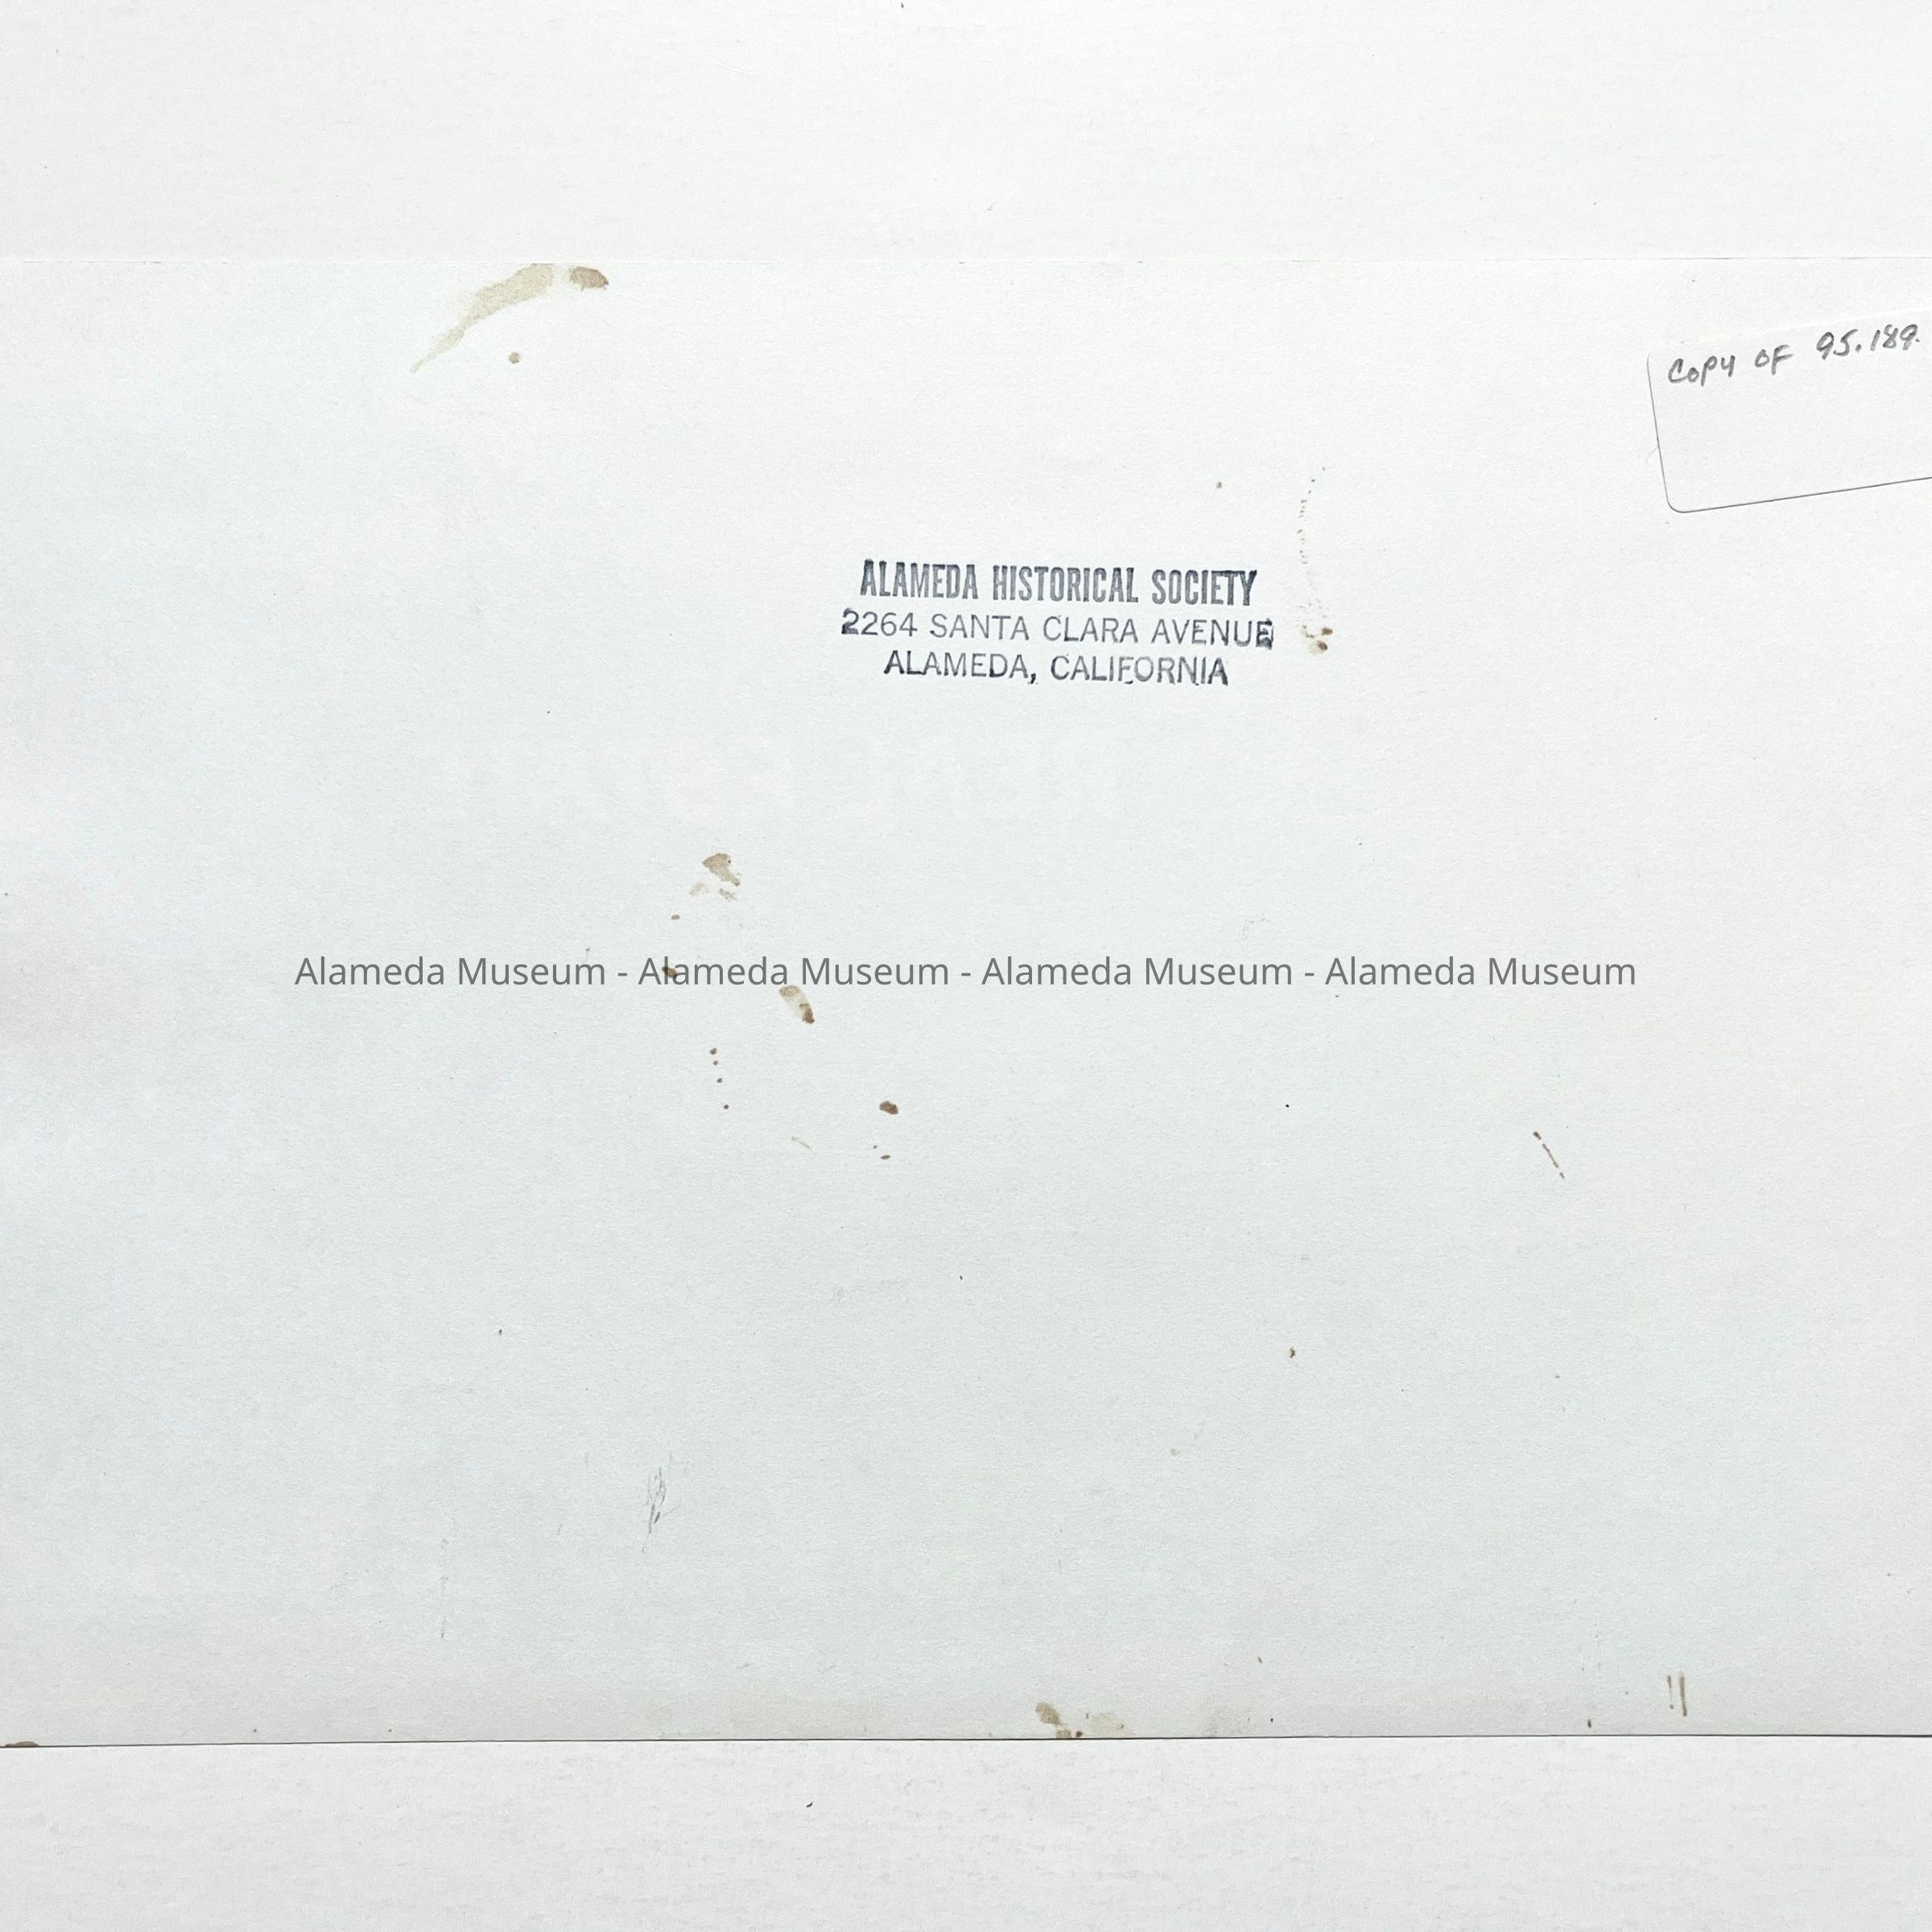 Copy OF 95.189.
ALAMEDA HISTORICAL SOCIETY
2264 SANTA CLARA AVENUE
ALAMEDA, CALIFORNIA
Alameda Museum - Alameda Museum - Alameda Museum - Alameda Museum